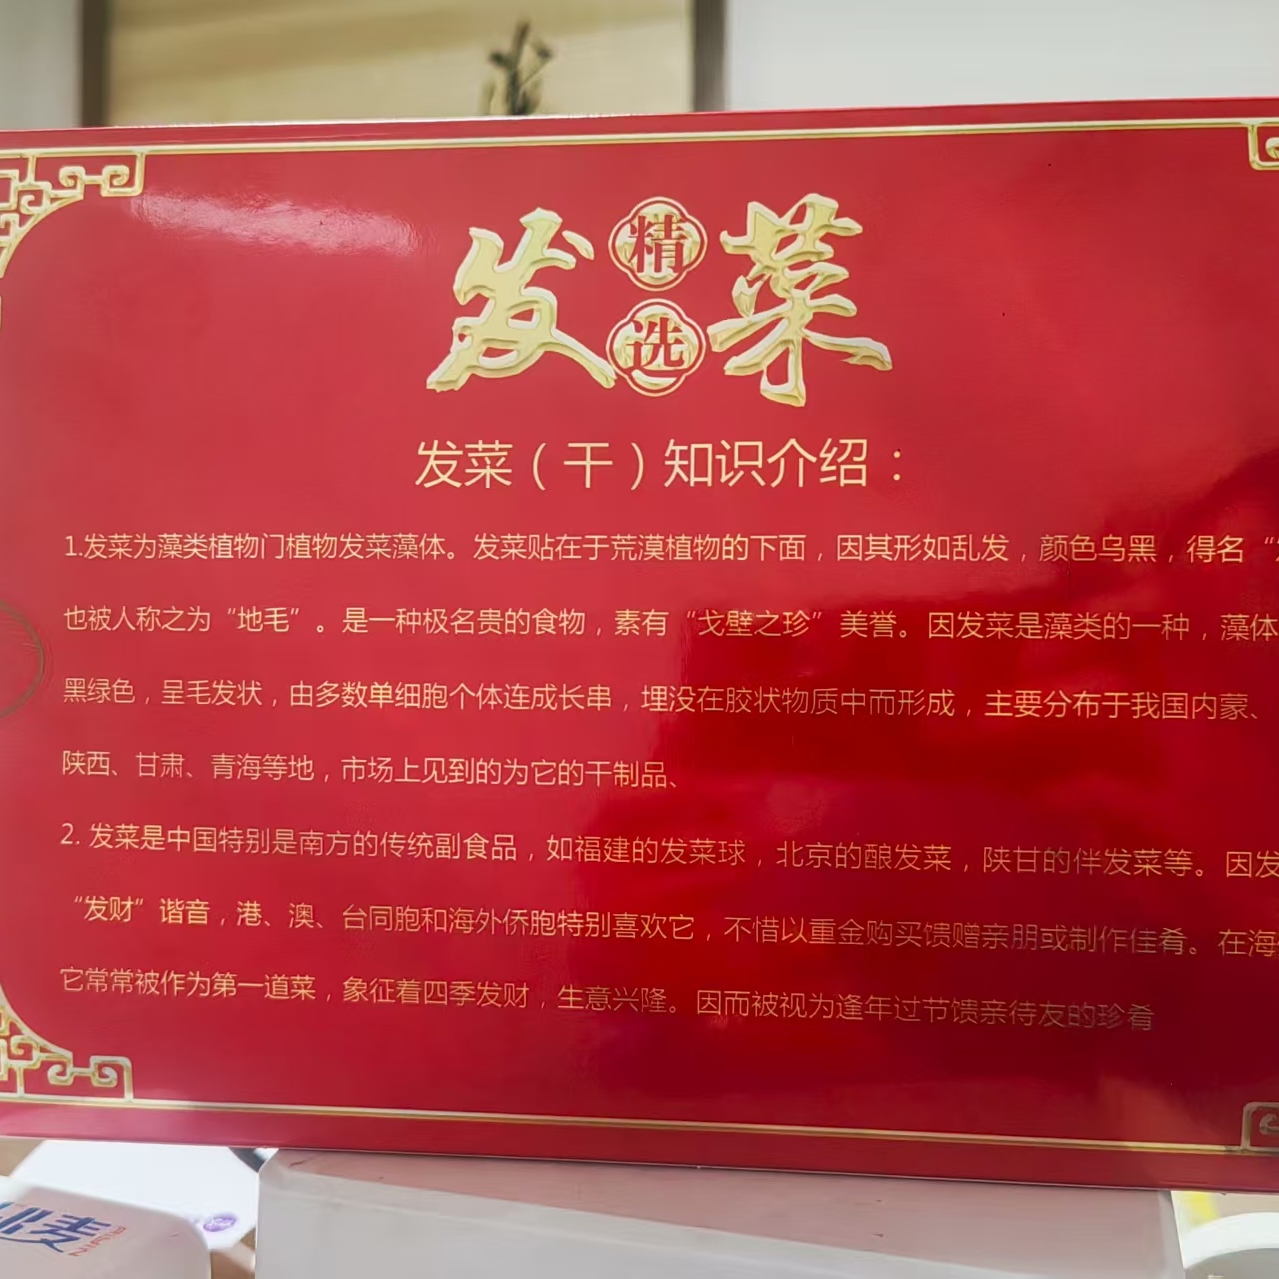 发精选菜
发菜（干）知识介绍：
1.发菜为藻类植物门植物发菜藻体。发菜贴在于荒漠植物的下面，因其形如乱发，颜色乌黑，得名“
也被人称之为“地毛”。是一种极名贵的食物，素有“戈壁之珍”美誉。因发菜是藻类的一种，藻体
黑绿色，呈毛发状，由多数单细胞个体连成长串，埋没在胶状物质中而形成，主要分布于我国内蒙、
陕西、甘肃、青海等地，市场上见到的为它的干制品、
2. 发菜是中国特别是南方的传统副食品，如福建的发菜球，北京的酿发菜，陕甘的伴发菜等。因发
“发财”谐音，港、澳、台同胞和海外侨胞特别喜欢它，不惜以重金购买馈赠亲朋或制作佳肴。在海
它常常被作为第一道菜，象征着四季发财，生意兴隆。因而被视为逢年过节馈亲待友的珍肴